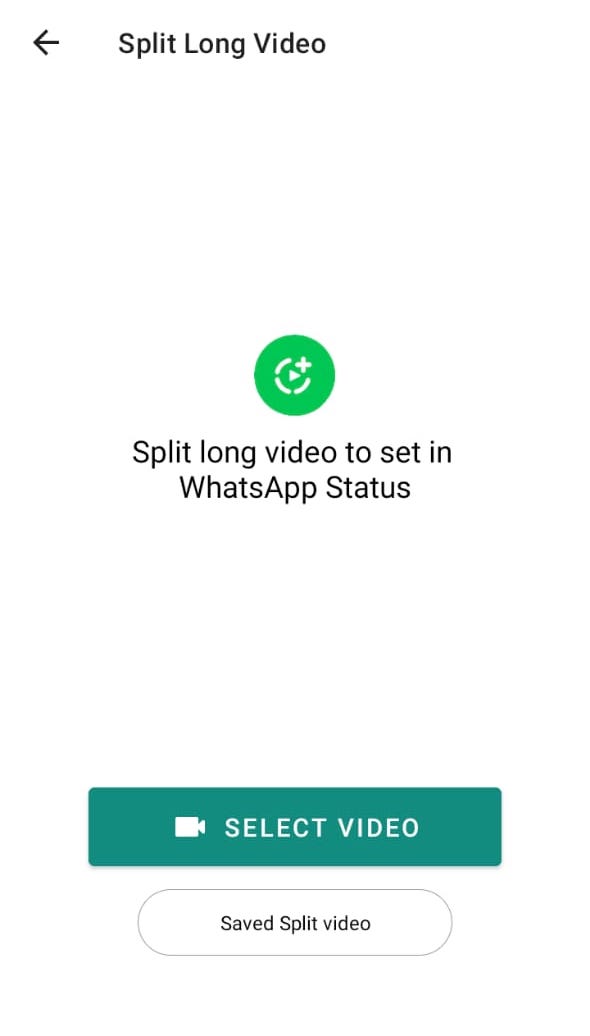 Split Long Video
Split long video to set in
WhatsApp Status
SELECT VIDEO
Saved Split video